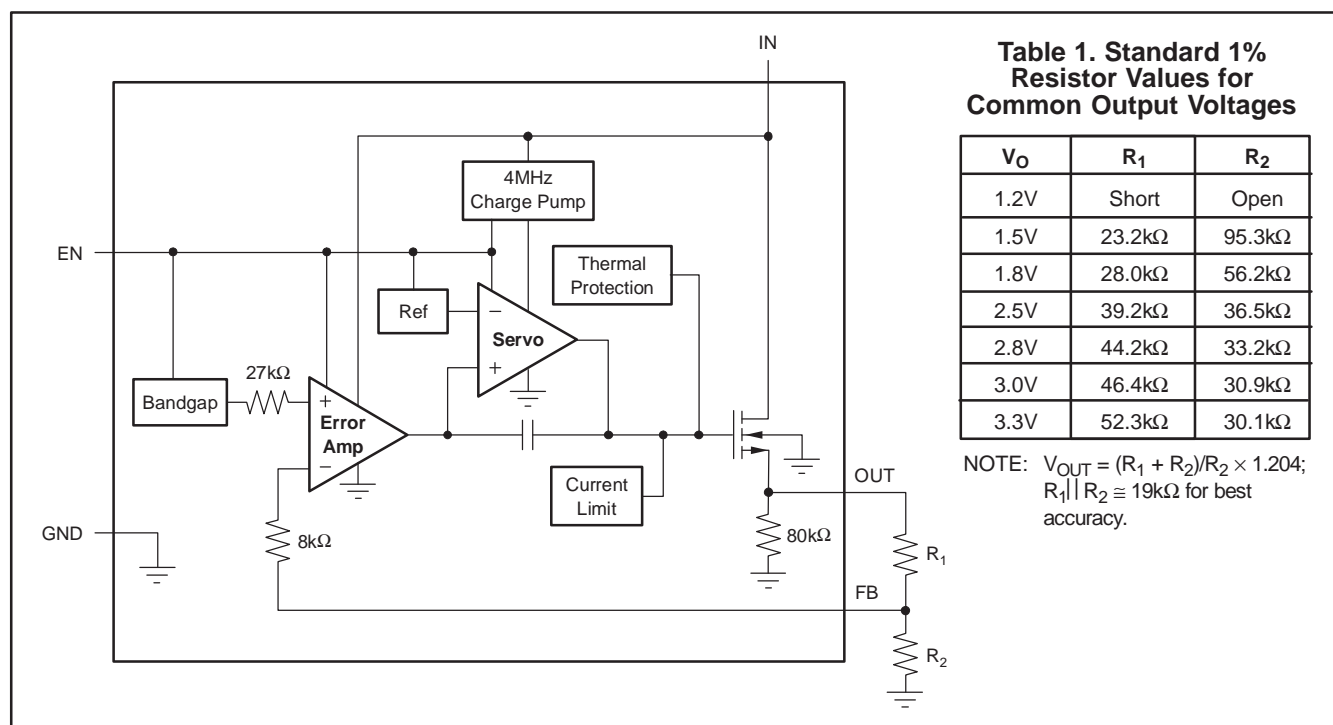 IN
4MHz
Charge Pump
EN
Thermal
Protection
Ref
−
Servo
+
27kΩ
Bandgap
+
Error
Amp
−
Current
Limit
OUT
GND
8kΩ
80kΩ
R1
FB
R2
Table 1. Standard 1%
Resistor Values for
Common Output Voltages
VO R1 R2
1.2V Short Open
1.5V 23.2kΩ 95.3kΩ
1.8V 28.0kΩ 56.2kΩ
2.5V 39.2kΩ 36.5kΩ
2.8V 44.2kΩ 33.2kΩ
3.0V 46.4kΩ 30.9kΩ
3.3V 52.3kΩ 30.1kΩ
NOTE: VOUT = (R1 + R2)/R2 × 1.204;
R1|| R2 ≅ 19kΩ for best
accuracy.